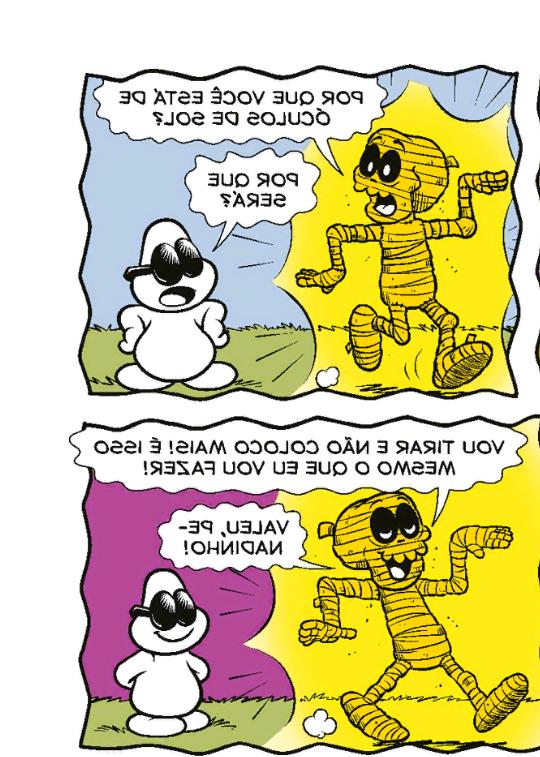 POR QUE VOCÊ ESTÁ DE
ÓCULOS DE SOL?
POR QUE
SERÁ?
VOU TIRAR E NÃO COLOCO MAIS! É ISSO
MESMO O QUE EU VOU FAZER!
VALEU, PE-
NADINHO!